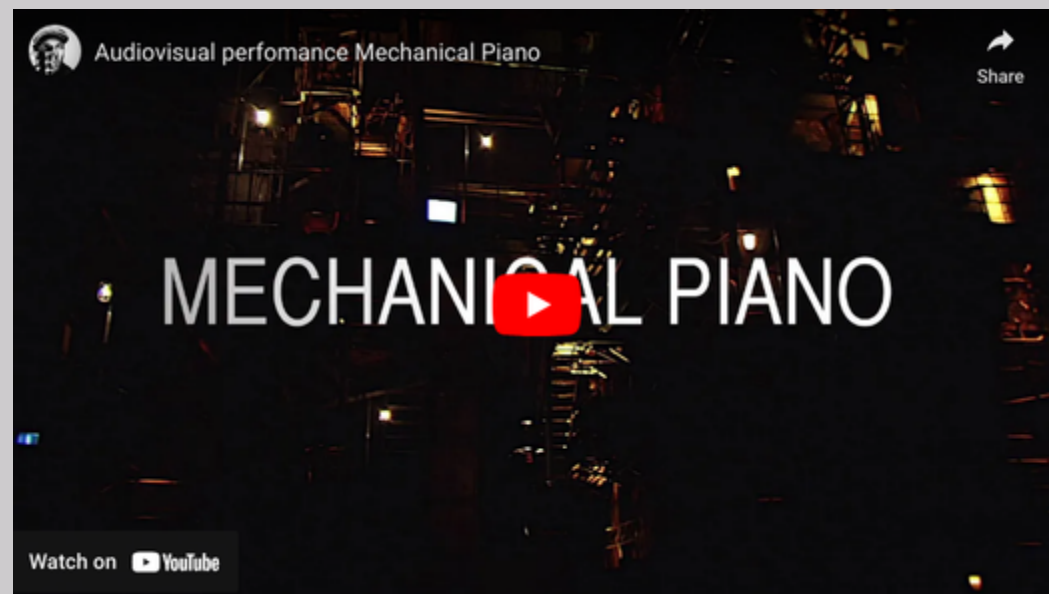 Audiovisual perfomance Mechanical Piano
Share
MECHANICAL PIANO
Watch on YouTube